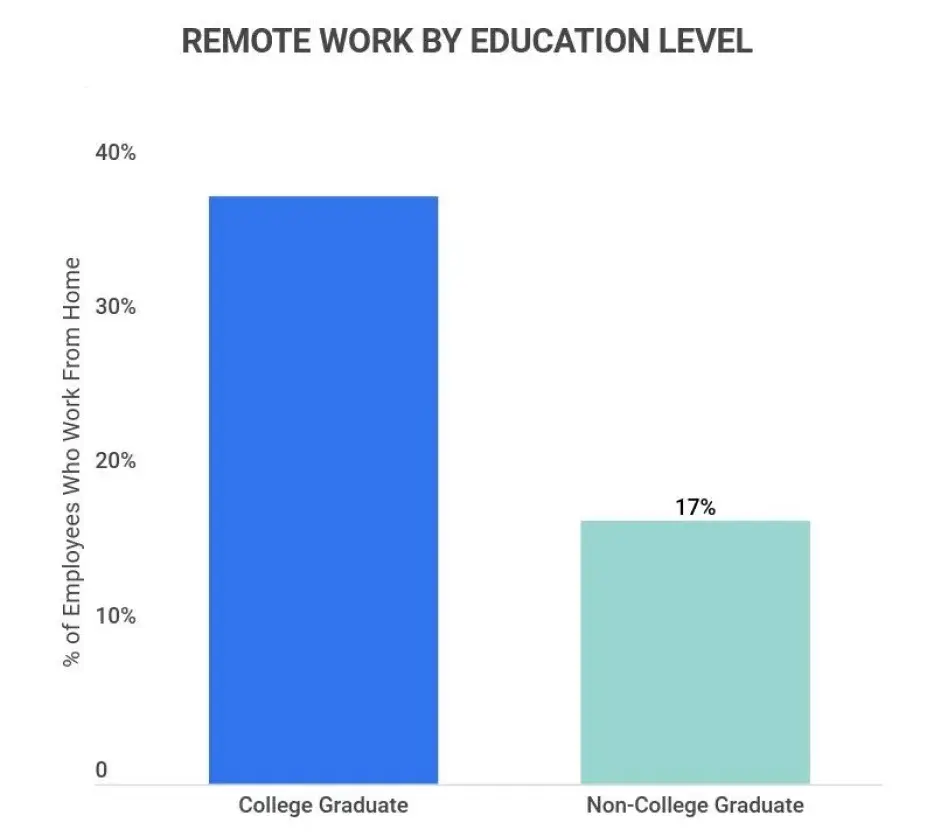 REMOTE WORK BY EDUCATION LEVEL
40%
30%
20%
10%
0
% of Employees Who Work From Home
17%
College Graduate
Non-College Graduate